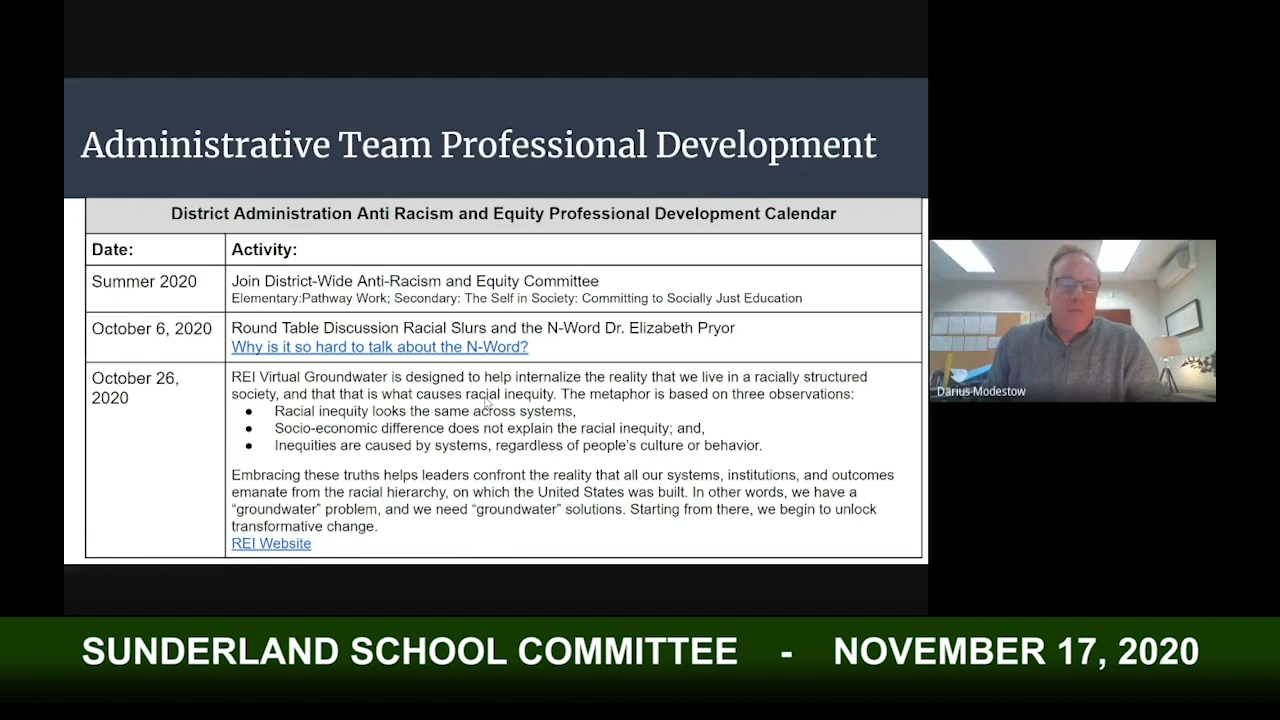 Administrative Team Professional Development
District Administration Anti Racism and Equity Professional Development Calendar
Date:
Activity:
Summer 2020
Join District-Wide Anti-Racism and Equity Committee
Elementary:Pathway Work; Secondary: The Self in Society: Committing to Socially Just Education
October 6, 2020
Round Table Discussion Racial Slurs and the N-Word Dr. Elizabeth Pryor
Why is it so hard to talk about the N-Word?
October 26,
2020
REI Virtual Groundwater is designed to help internalize the reality that we live in a racially structured
society, and that that is what causes racial inequity. The metaphor is based on three observations:
● Racial inequity looks the same across systems,
● Socio-economic difference does not explain the racial inequity; and,
● Inequities are caused by systems, regardless of people's culture or behavior.
Embracing these truths helps leaders confront the reality that all our systems, institutions, and outcomes
emanate from the racial hierarchy, on which the United States was built. In other words, we have a
“groundwater” problem, and we need “groundwater” solutions. Starting from there, we begin to unlock
transformative change.
REI Website
Darius Modestow
SUNDERLAND SCHOOL COMMITTEE - NOVEMBER 17, 2020